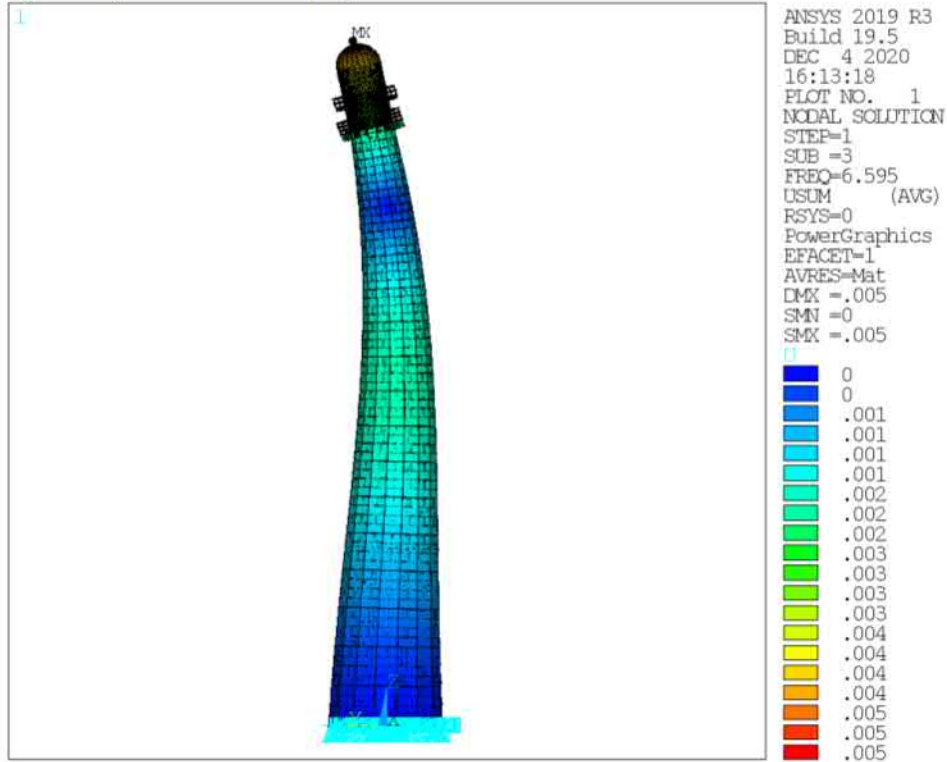 1
MX
Z
Y
X
ANSYS 2019 R3
Build 19.5
DEC 4 2020
16:13:18
PLOT NO. 1
NODAL SOLUTION
STEP=1
SUB =3
FREQ=6.595
USUM (AVG)
RSYS=0
PowerGraphics
EFACET=1
AVRES=Mat
DMX =.005
SMN =0
SMX =.005
U
0
0
.001
.001
.001
.001
.002
.002
.002
.003
.003
.003
.003
.004
.004
.004
.004
.005
.005
.005